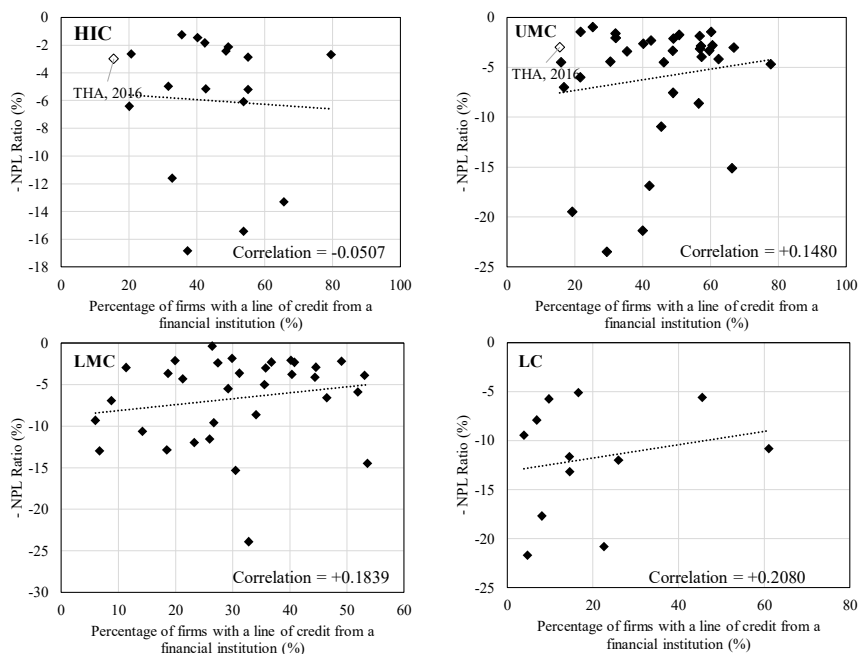 HIC
0
-2
-4
-6
-8
-10
-12
-14
-16
-18
- NPL Ratio (%)
THA, 2016
Correlation = -0.0507
0 20 40 60 80 100
Percentage of firms with a line of credit from a
financial institution (%)
UMC
0
-5
-10
-15
-20
-25
- NPL Ratio (%)
THA, 2016
Correlation = +0.1480
0 20 40 60 80 100
Percentage of firms with a line of credit from a
financial institution (%)
LMC
0
-5
-10
-15
-20
-25
-30
- NPL Ratio (%)
Correlation = +0.1839
0 10 20 30 40 50 60
Percentage of firms with a line of credit from a
financial institution (%)
LC
0
-5
-10
-15
-20
-25
- NPL Ratio (%)
Correlation = +0.2080
0 20 40 60 80
Percentage of firms with a line of credit from a
financial institution (%)